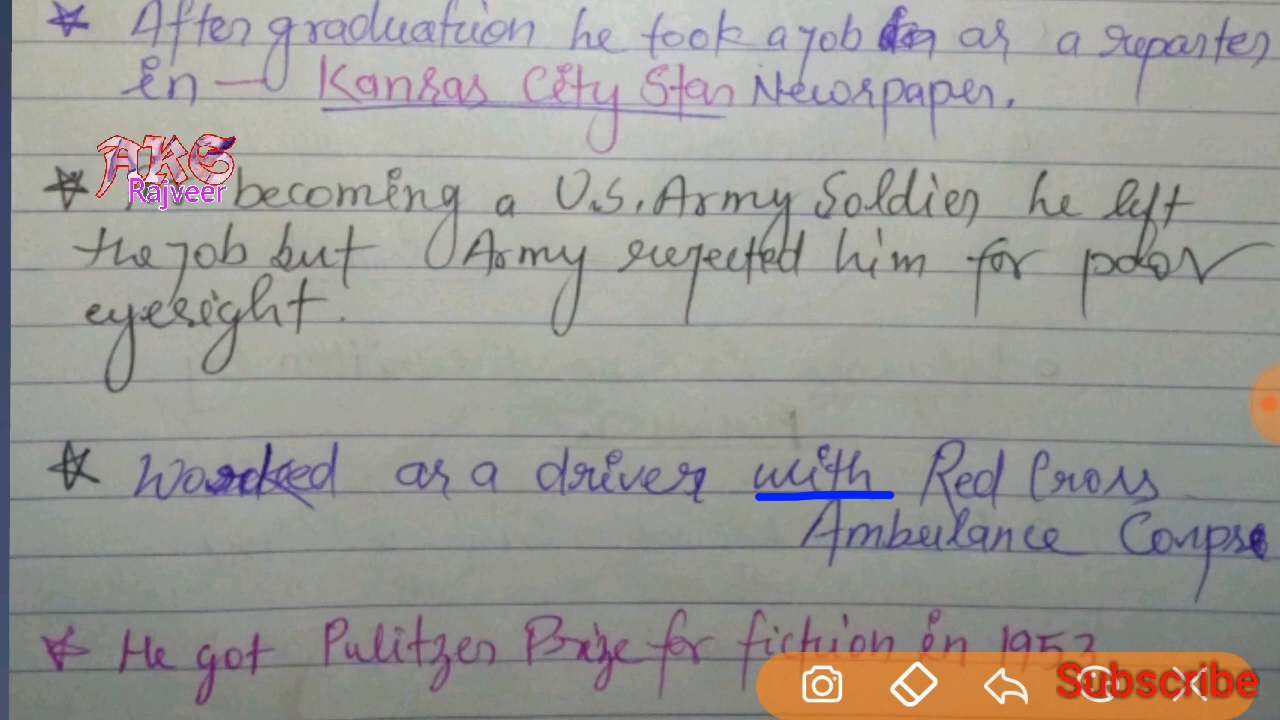 ☆ After graduation he took a job as a reporter
in — Kansas City Star Newspaper.
AKG
Rajveer
☆ becoming a U.S. Army Soldier he left
the job but Army rejected him for poor
eyesight.
☆ Worked as a driver with Red Cross
Ambulance Corpse
☆ He got Pulitzer Prize for fiction in 1953
Subscribe